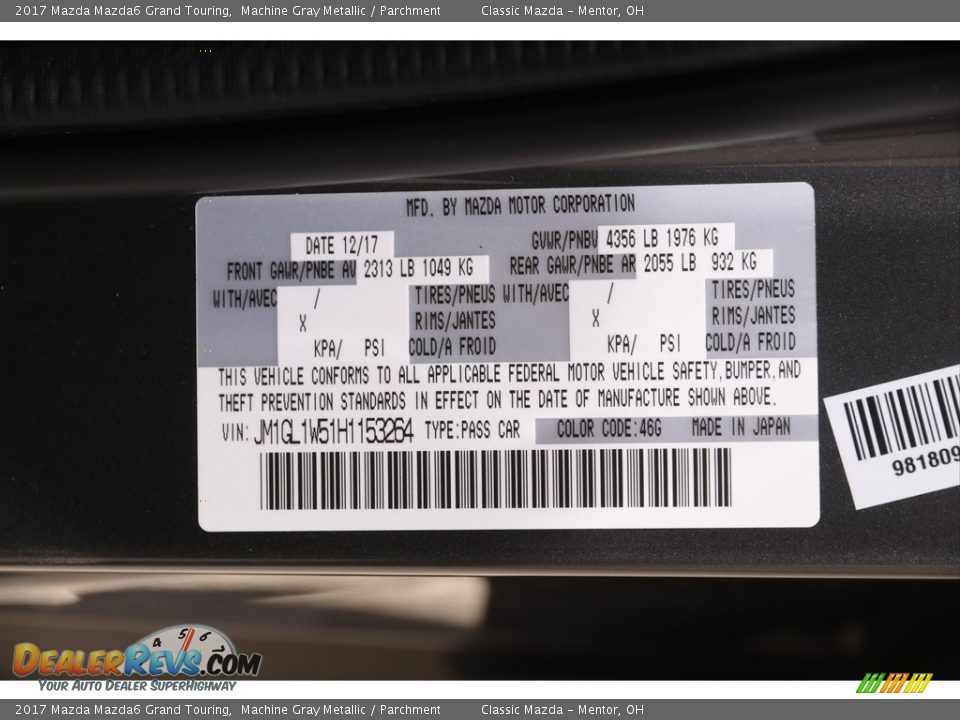 2017 Mazda Mazda6 Grand Touring, Machine Gray Metallic / Parchment Classic Mazda – Mentor, OH
MFD. BY MAZDA MOTOR CORPORATION
DATE 12/17 GVWR/PNBV 4356 LB 1976 KG
FRONT GAWR/PNBE AV 2313 LB 1049 KG REAR GAWR/PNBE AR 2055 LB 932 KG
WITH/AVEC / TIRES/PNEUS WITH/AVEC / TIRES/PNEUS
X RIMS/JANTES X RIMS/JANTES
KPA/ PSI COLD/A FROID KPA/ PSI COLD/A FROID
THIS VEHICLE CONFORMS TO ALL APPLICABLE FEDERAL MOTOR VEHICLE SAFETY, BUMPER, AND
THEFT PREVENTION STANDARDS IN EFFECT ON THE DATE OF MANUFACTURE SHOWN ABOVE.
VIN: JM1GL1W51H1153264 TYPE:PASS CAR COLOR CODE:46G MADE IN JAPAN
981809
4 5 6
DEALERREVS.COM
YOUR AUTO DEALER SUPERHIGHWAY
2017 Mazda Mazda6 Grand Touring, Machine Gray Metallic / Parchment Classic Mazda – Mentor, OH